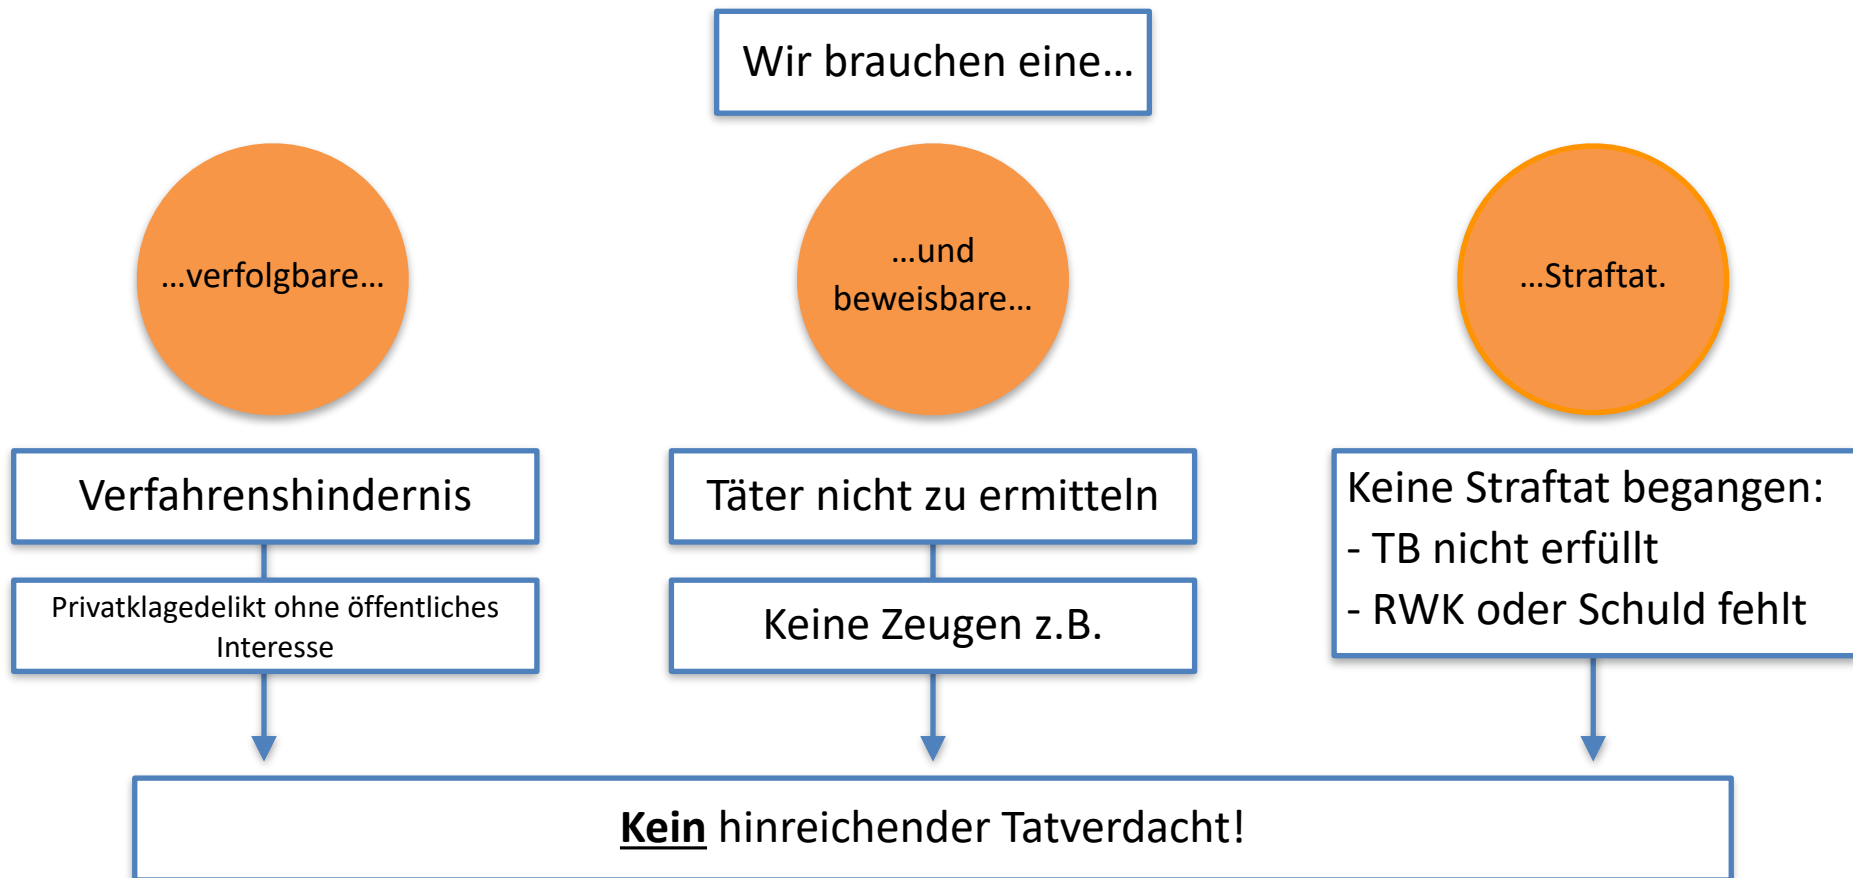 Wir brauchen eine…
…verfolgbare…
…und
beweisbare…
…Straftat.
Verfahrenshindernis
Privatklagedelikt ohne öffentliches
Interesse
Täter nicht zu ermitteln
Keine Zeugen z.B.
Keine Straftat begangen:
- TB nicht erfüllt
- RWK oder Schuld fehlt
Kein hinreichender Tatverdacht!